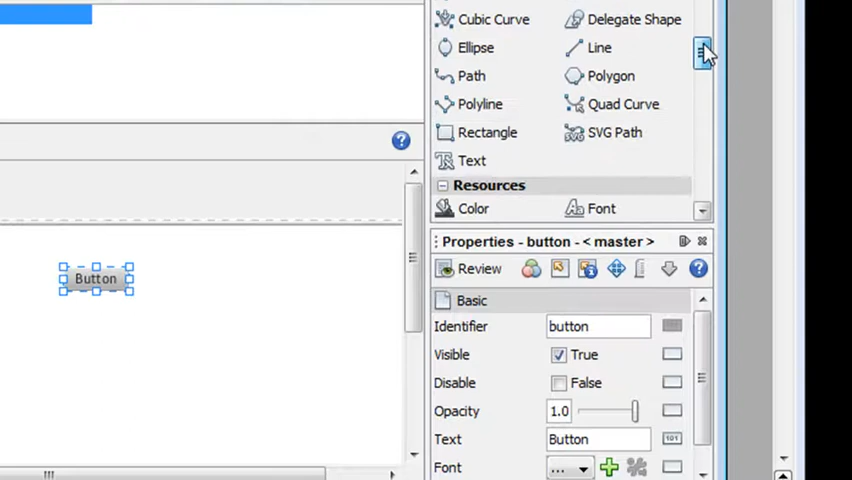 Cubic Curve Delegate Shape
Ellipse Line
Path Polygon
Polyline Quad Curve
Rectangle SVG Path
Text
Resources
Color Font
Properties - button - < master >
Review
Basic
Identifier button
Visible True
Disable False
Opacity 1.0
Text Button
Font ...
Button